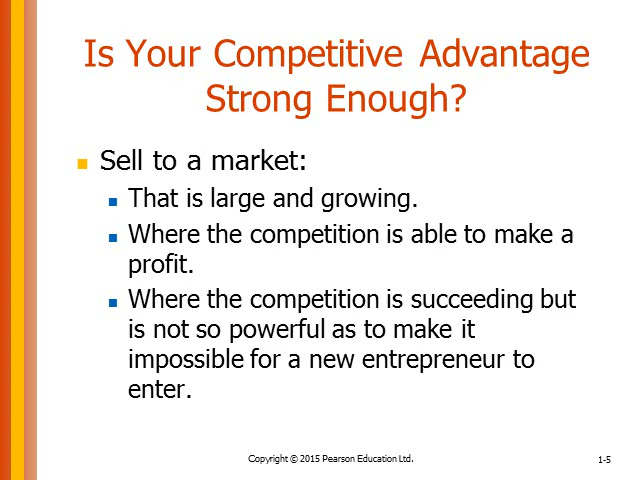 Is Your Competitive Advantage
Strong Enough?
Sell to a market:
That is large and growing.
Where the competition is able to make a
profit.
Where the competition is succeeding but
is not so powerful as to make it
impossible for a new entrepreneur to
enter.
Copyright © 2015 Pearson Education Ltd.
1-5